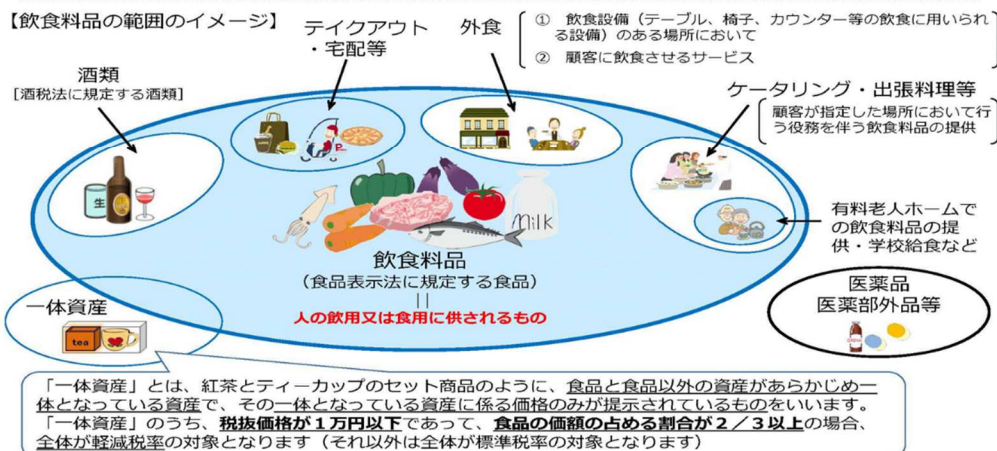 【飲食料品の範囲のイメージ】
テイクアウト
・宅配等
外食
① 飲食設備（テーブル、椅子、カウンター等の飲食に用いられ
る設備）のある場所において
② 顧客に飲食させるサービス
酒類
［酒税法に規定する酒類］
ケータリング・出張料理等
顧客が指定した場所において行
う役務を伴う飲食料品の提供
生
Milk
有料老人ホームで
の飲食料品の提
供・学校給食など
飲食料品
（食品表示法に規定する食品）
||
人の飲用又は食用に供されるもの
一体資産
tea
医薬品
医薬部外品等
「一体資産」とは、紅茶とティーカップのセット商品のように、食品と食品以外の資産があらかじめ一
体となっている資産で、その一体となっている資産に係る価格のみが提示されているものをいいます。
「一体資産」のうち、税抜価格が１万円以下であって、食品の価額の占める割合が２／３以上の場合、
全体が軽減税率の対象となります（それ以外は全体が標準税率の対象となります）